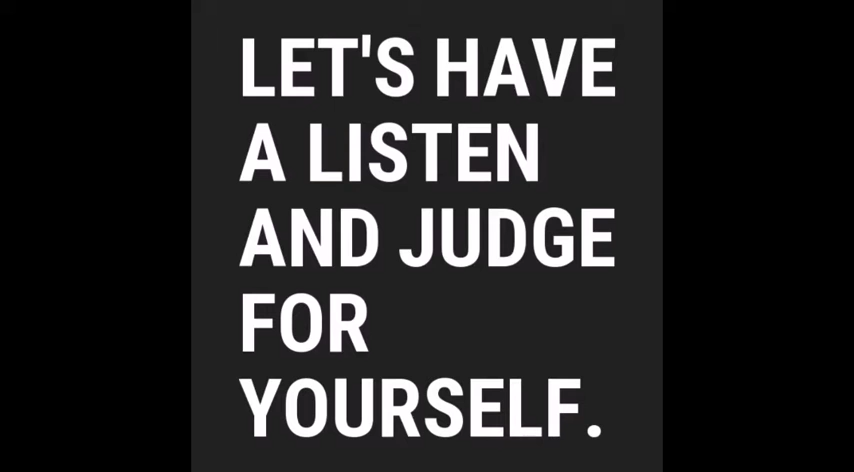 LET'S HAVE
A LISTEN
AND JUDGE
FOR
YOURSELF.